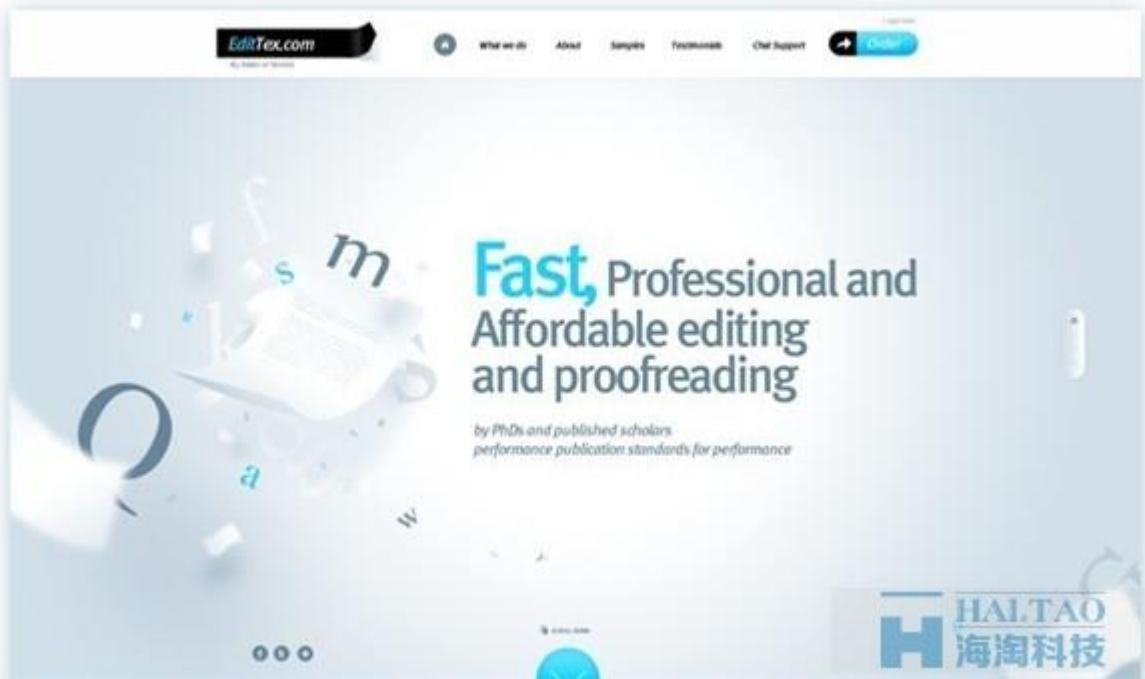 EditTex.com
What we do
About
Samples
Testimonials
Chat Support
Order
s
m
Fast, Professional and
Affordable editing
and proofreading
Q
by PhDs and published scholars
performance publication standards for performance
a
w
HALTAO
海淘科技